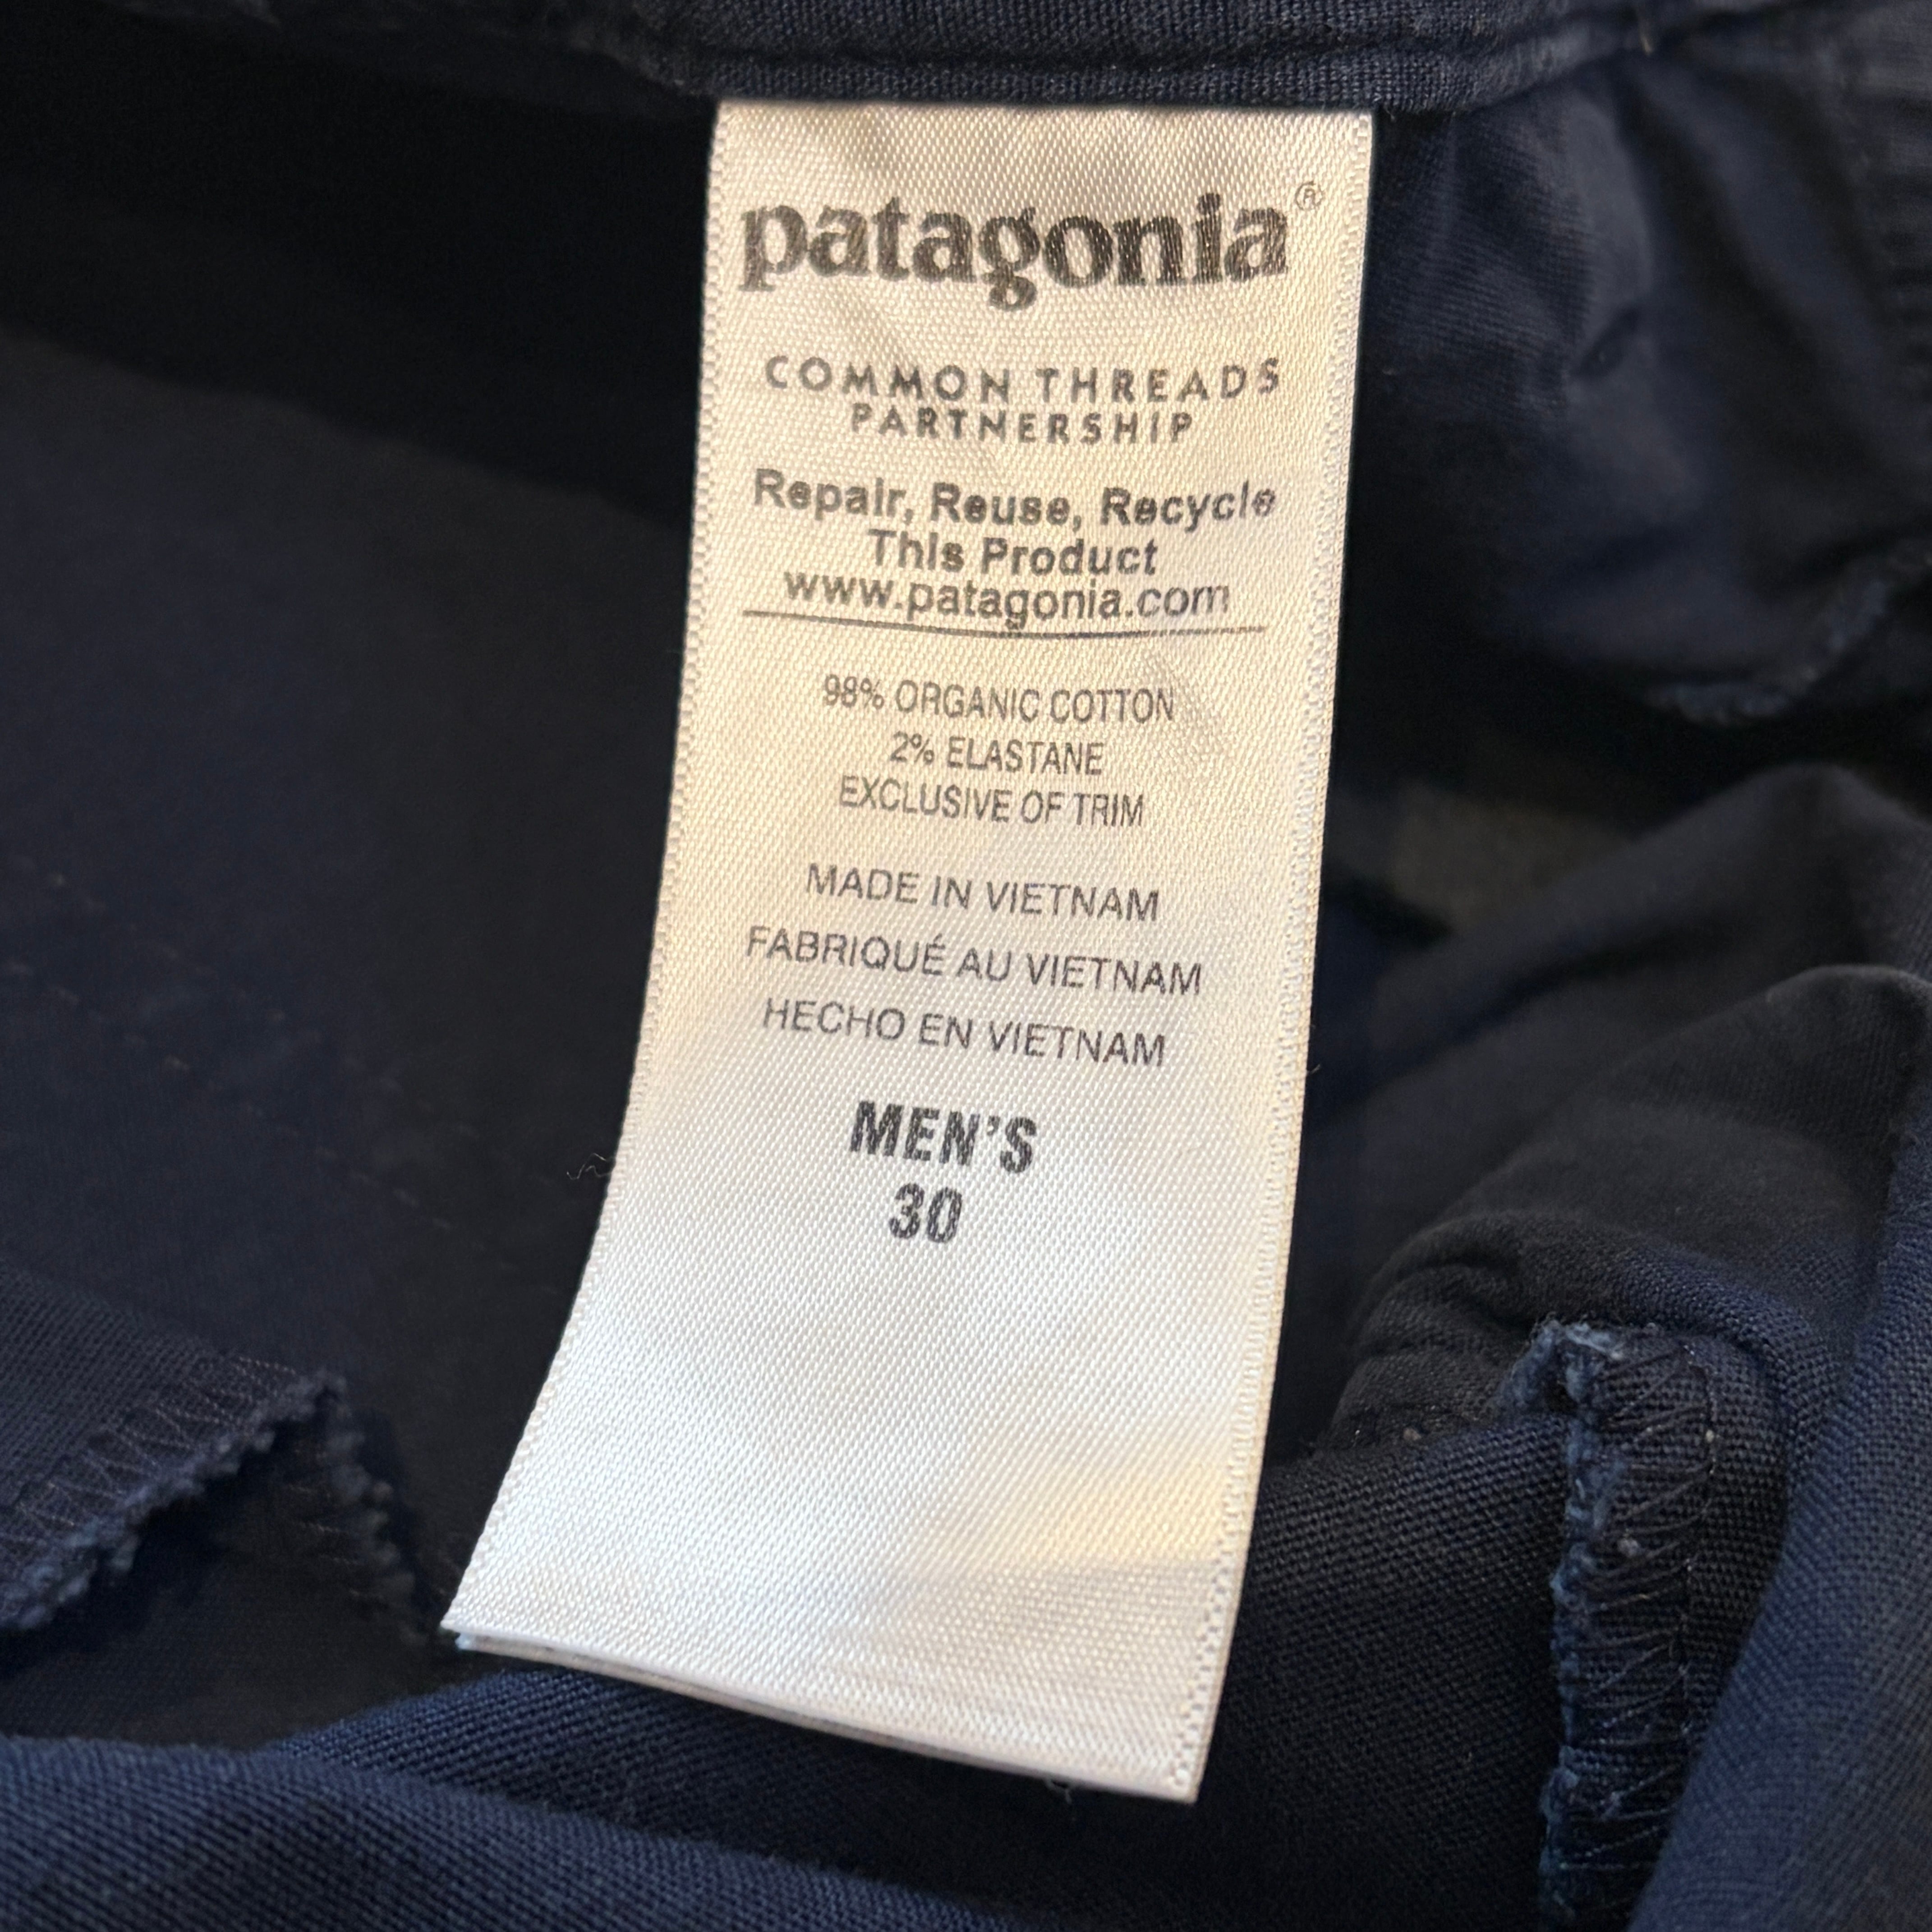 patagonia®
COMMON THREADS
PARTNERSHIP
Repair, Reuse, Recycle
This Product
www.patagonia.com
98% ORGANIC COTTON
2% ELASTANE
EXCLUSIVE OF TRIM
MADE IN VIETNAM
FABRIQUÉ AU VIETNAM
HECHO EN VIETNAM
MEN'S
30